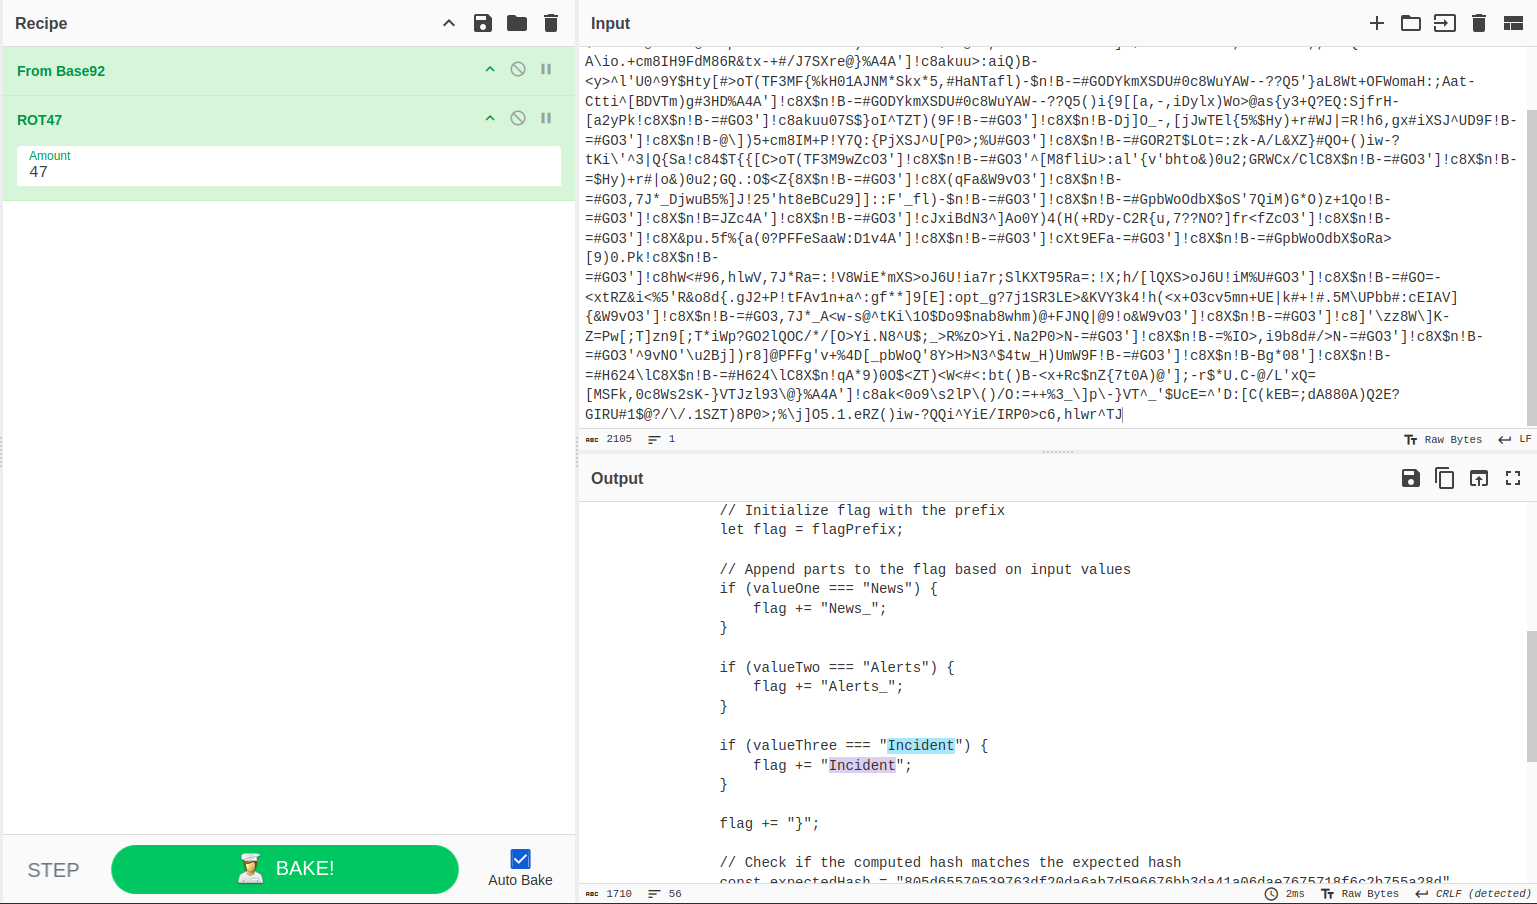 Recipe
From Base92
ROT47
Amount
47
STEP
BAKE!
Auto Bake
Input
A\io.+cm8IH9FdM86R&tx-+#/J7SXre@}%A4A']!c8akuu>:aiQ)B-
<y>^l'U0^9Y$Hty[#>oT(TF3MF{%kH01AJNM*Skx*5,#HaNTafl)-$n!B-=#GODYkmXSDU#0c8WuYAW--??Q5'}aL8Wt+OFWomaH:;Aat-
Ctti^[BDVTm)g#3HD%A4A']!c8X$n!B-=#GODYkmXSDU#0c8WuYAW--??Q5()i{9[[a,-,iDylx)Wo>@as{y3+Q?EQ:SjfrH-
[a2yPk!c8X$n!B-=#GO3']!c8akuu07S$}oI^TZT)(9F!B-=#GO3']!c8X$n!B-Dj]O_-,[jJwTEl{5%$Hy)+r#WJ|=R!h6,gx#iXSJ^UD9F!B-
=#GO3']!c8X$n!B-@\])5+cm8IM+P!Y7Q:{PjXSJ^U[P0>;%U#GO3']!c8X$n!B-=#GOR2T$LOt=:zk-A/L&XZ}#QO+()iw-?
tKi\'^3|Q{Sa!c84$T{{[C>oT(TF3M9wZcO3']!c8X$n!B-=#GO3'^[M8fliU>:al'{v'bhto&)0u2;GRWCx/ClC8X$n!B-=#GO3']!c8X$n!B-
=$Hy)+r#|o&)0u2;GQ.:O$<Z{8X$n!B-=#GO3']!c8X(qFa&W9vO3']!c8X$n!B-
=#GO3,7J*_DjwuB5%]J!25'ht8eBCu29]]::F'_fl)-$n!B-=#GO3']!c8X$n!B-=#GpbWoOdbX$oS'7QiM)G*O)z+1Qo!B-
=#GO3']!c8X$n!B=JZc4A']!c8X$n!B-=#GO3']!cJxiBdN3^]Ao0Y)4(H(+RDy-C2R{u,7??NO?]fr<fZcO3']!c8X$n!B-
=#GO3']!c8X&pu.5f%{a(0?PFFeSaaW:D1v4A']!c8X$n!B-=#GO3']!cXt9EFa-=#GO3']!c8X$n!B-=#GpbWoOdbX$oRa>
[9)0.Pk!c8X$n!B-
=#GO3']!c8hW<#96,hlwV,7J*Ra=:!V8WiE*mXS>oJ6U!ia7r;SlKXT95Ra=:!X;h/[lQXS>oJ6U!iM%U#GO3']!c8X$n!B-=#GO=-
<xtRZ&i<%5'R&o8d{.gJ2+P!tFAv1n+a^:gf**]9[E]:opt_g?7j1SR3LE>&KVY3k4!h(<x+O3cv5mn+UE|k#+!#.5M\UPbb#:cEIAV]
{&W9vO3']!c8X$n!B-=#GO3,7J*_A<w-s@^tKi\1O$Do9$nab8whm)@+FJNQ|@9!o&W9vO3']!c8X$n!B-=#GO3']!c8]'\zz8W\]K-
Z=Pw[;T]zn9[;T*iWp?GO2lQOC/*/[O>Yi.N8^U$;_>R%zO>Yi.Na2P0>N-=#GO3']!c8X$n!B-=%IO>,i9b8d#/>N-=#GO3']!c8X$n!B-
=#GO3'^9vNO'\u2Bj])r8]@PFFg'v+%4D[_pbWoQ'8Y>H>N3^$4tw_H)UmW9F!B-=#GO3']!c8X$n!B-Bg*08']!c8X$n!B-
=#H624\lC8X$n!B-=#H624\lC8X$n!qA*9)0O$<ZT)<W<#<:bt()B-<x+Rc$nZ{7t0A)@'];-r$*U.C-@/L'xQ=
[MSFk,0c8Ws2sK-}VTJzl93\@}%A4A']!c8ak<0o9\s2lP\()/O:=++%3_\]p\-}VT^_'$UcE=^'D:[C(kEB=;dA880A)Q2E?
GIRU#1$@?/\/.1SZT)8P0>;%\j]O5.1.eRZ()iw-?QQi^YiE/IRP0>c6,hlwr^TJ
2105
1
Raw Bytes
LF
Output
// Initialize flag with the prefix
let flag = flagPrefix;
// Append parts to the flag based on input values
if (valueOne === "News") {
flag += "News_";
}
if (valueTwo === "Alerts") {
flag += "Alerts_";
}
if (valueThree === "Incident") {
flag += "Incident";
}
flag += "}";
// Check if the computed hash matches the expected hash
const expectedHash = "805d65570539763df20da6ab7d596676bb3da41a06dae7675718f6c2b755a28d"
1710
56
2ms
Raw Bytes
CRLF (detected)